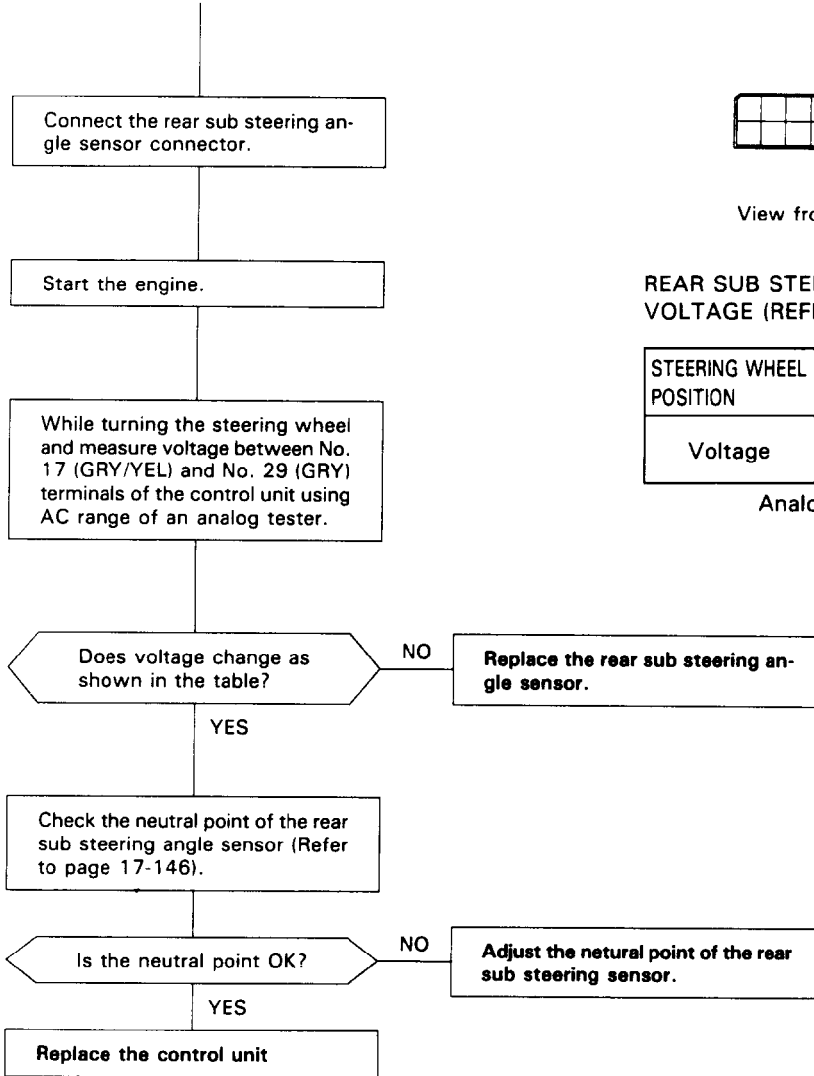 Connect the rear sub steering an-
gle sensor connector.
Start the engine.
While turning the steering wheel
and measure voltage between No.
17 (GRY/YEL) and No. 29 (GRY)
terminals of the control unit using
AC range of an analog tester.
Does voltage change as
shown in the table?
NO
Replace the rear sub steering an-
gle sensor.
YES
Check the neutral point of the rear
sub steering angle sensor (Refer
to page 17-146).
Is the neutral point OK?
NO
Adjust the netural point of the rear
sub steering sensor.
YES
Replace the control unit
View
REAR SUB
VOLTAGE
STEERING WHEEL
POSITION
Voltage